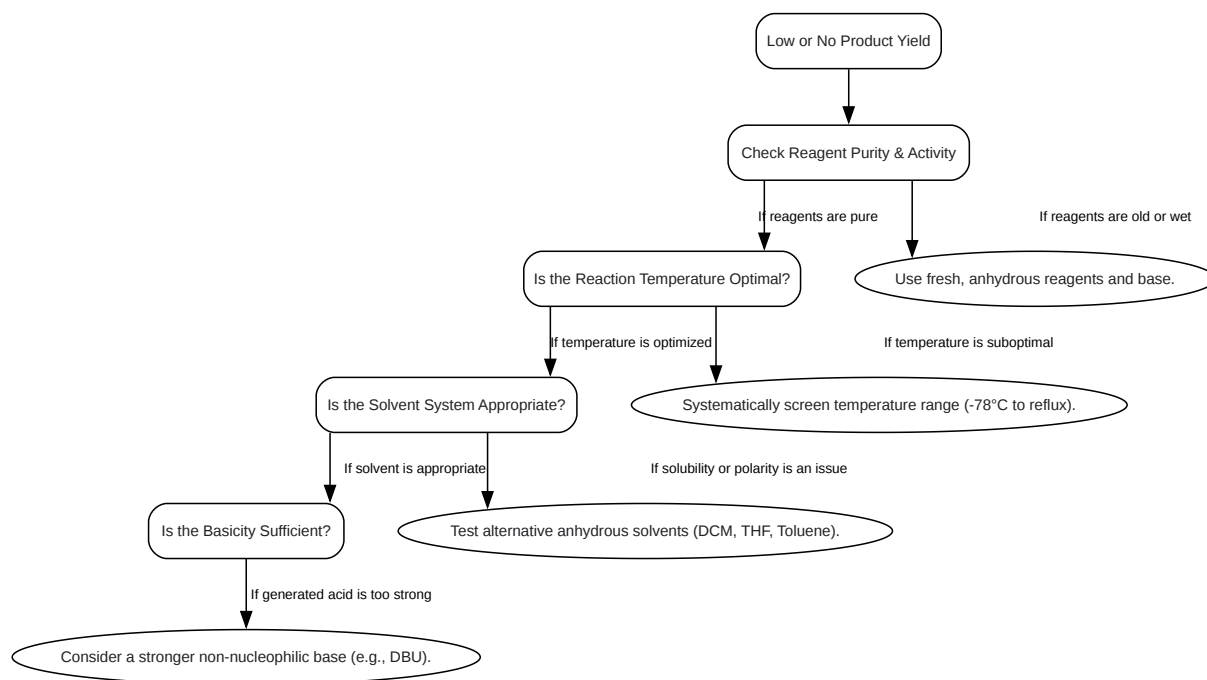 Low or No Product Yield
Check Reagent Purity & Activity
If reagents are pure
If reagents are old or wet
Is the Reaction Temperature Optimal?
Use fresh, anhydrous reagents and base.
If temperature is optimized
If temperature is suboptimal
Is the Solvent System Appropriate?
Systematically screen temperature range (-78°C to reflux).
If solvent is appropriate
If solubility or polarity is an issue
Is the Basicity Sufficient?
Test alternative anhydrous solvents (DCM, THF, Toluene).
If generated acid is too strong
Consider a stronger non-nucleophilic base (e.g., DBU).